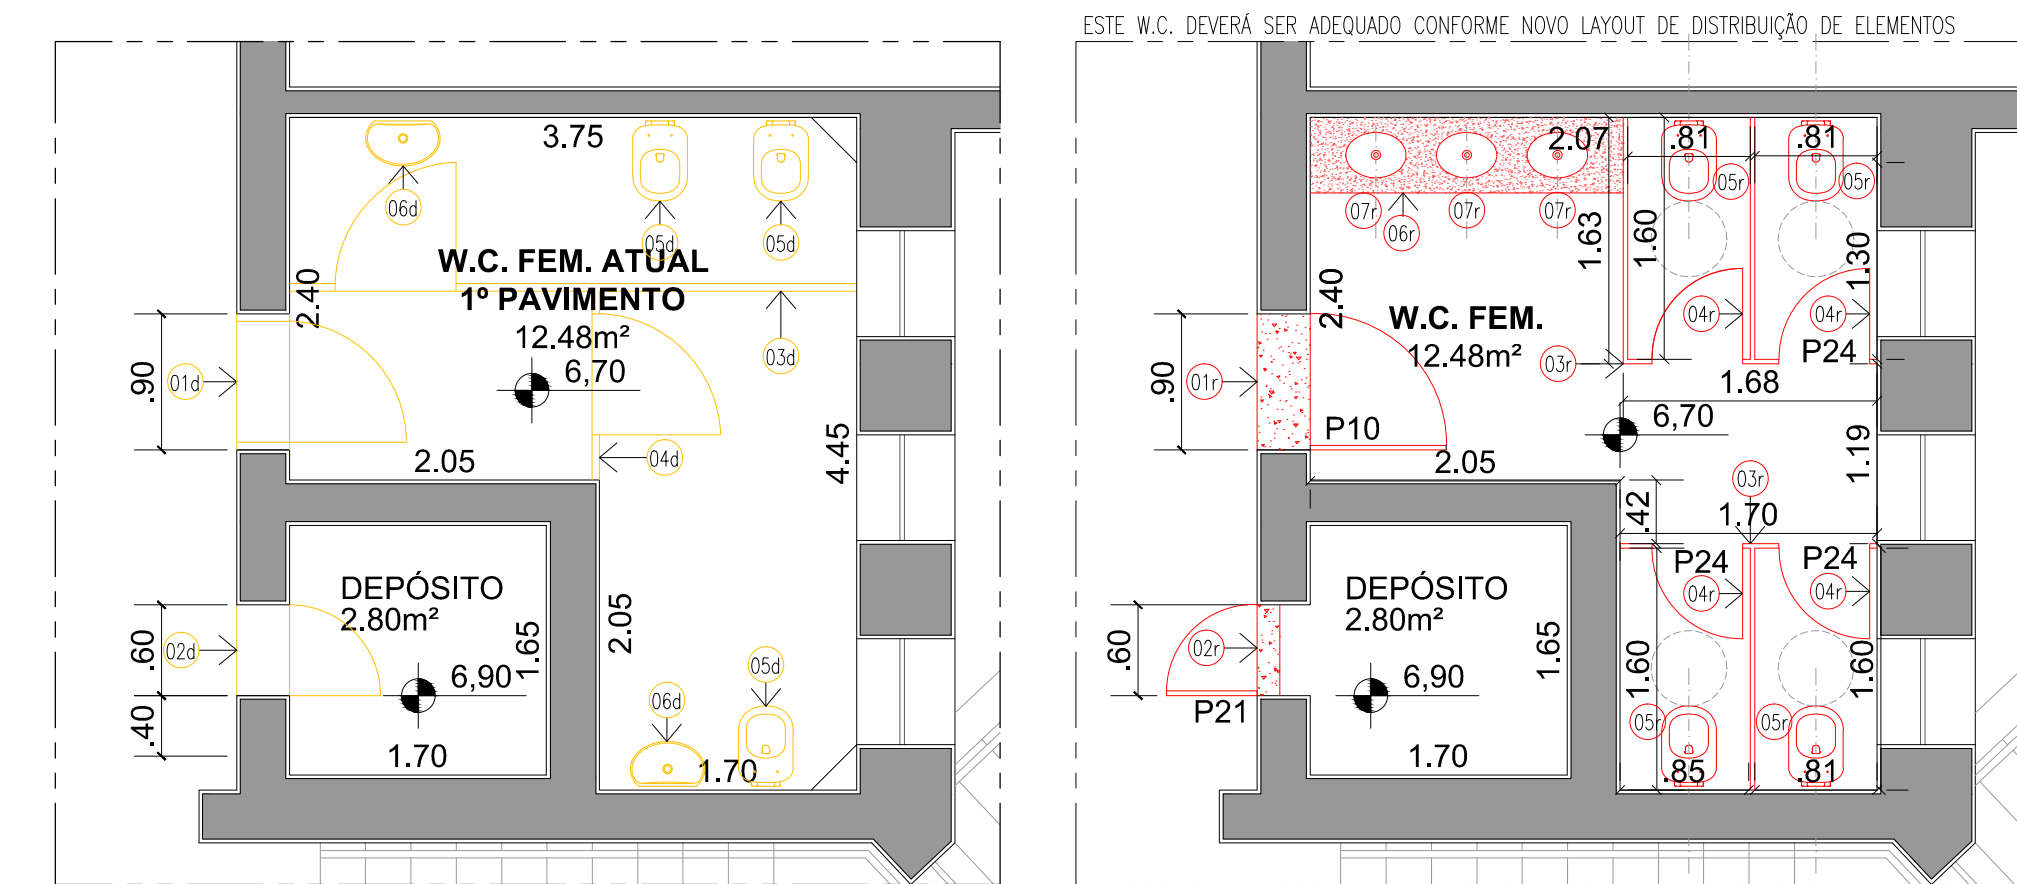 ESTE W.C. DEVERÁ SER ADEQUADO CONFORME NOVO LAYOUT DE DISTRIBUIÇÃO DE ELEMENTOS
3.75
06d
05d
05d
W.C. FEM. ATUAL
1º PAVIMENTO
12.48m²
6,70
2.40
03d
.90
01d
2.05
04d
4.45
DEPÓSITO
2.80m²
.60
02d
1.65
2.05
6,90
05d
06d
.40
1.70
1.70
2.07
.81
.81
05r
05r
07r
07r
07r
06r
1.63
1.60
1.30
2.40
W.C. FEM.
12.48m²
04r
04r
03r
P24
.90
01r
1.68
6,70
P10
2.05
1.19
03r
.42
1.70
P24
P24
DEPÓSITO
2.80m²
04r
04r
.60
02r
1.65
1.60
1.60
6,90
P21
05r
05r
1.70
.85
.81